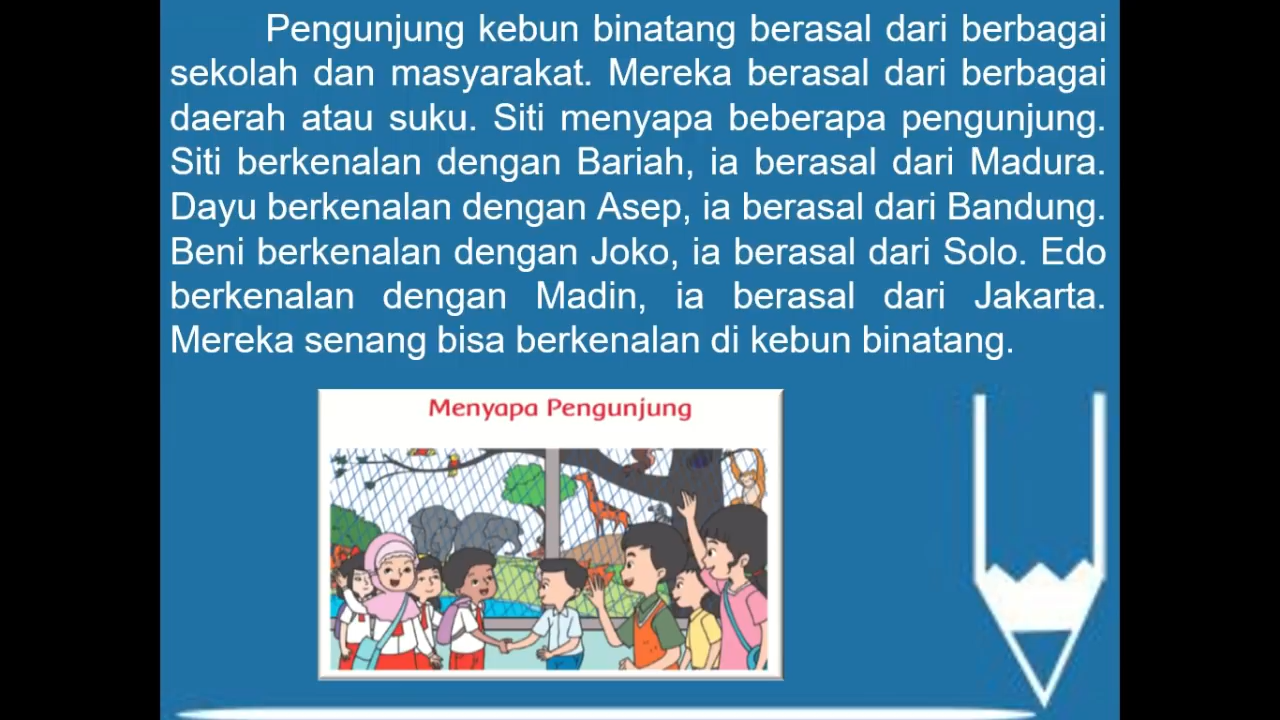 Pengunjung kebun binatang berasal dari berbagai
sekolah dan masyarakat. Mereka berasal dari berbagai
daerah atau suku. Siti menyapa beberapa pengunjung.
Siti berkenalan dengan Bariah, ia berasal dari Madura.
Dayu berkenalan dengan Asep, ia berasal dari Bandung.
Beni berkenalan dengan Joko, ia berasal dari Solo. Edo
berkenalan dengan Madin, ia berasal dari Jakarta.
Mereka senang bisa berkenalan di kebun binatang.
Menyapa Pengunjung